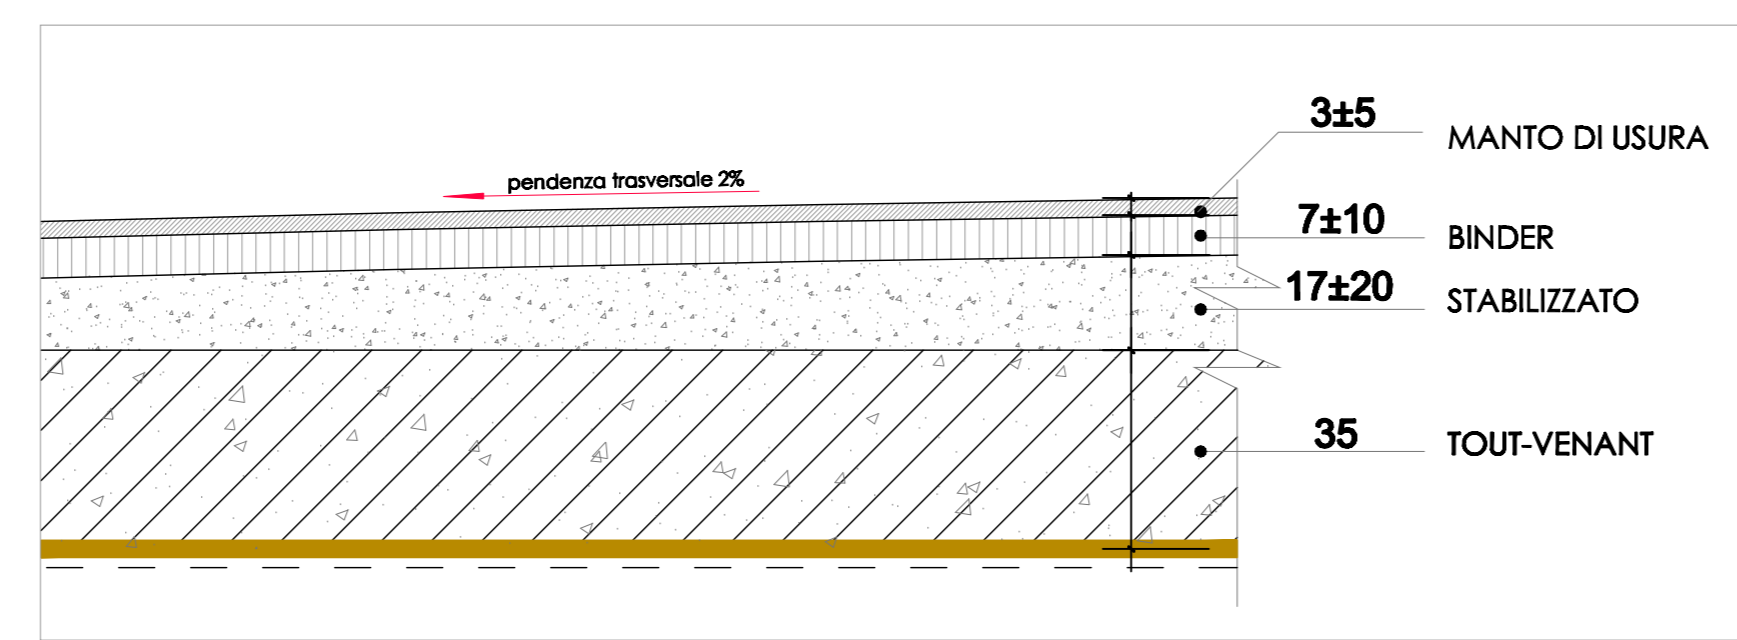 3±5
MANTO DI USURA
pendenza trasversale 2%
7±10
BINDER
17±20
STABILIZZATO
35
TOUT-VENANT